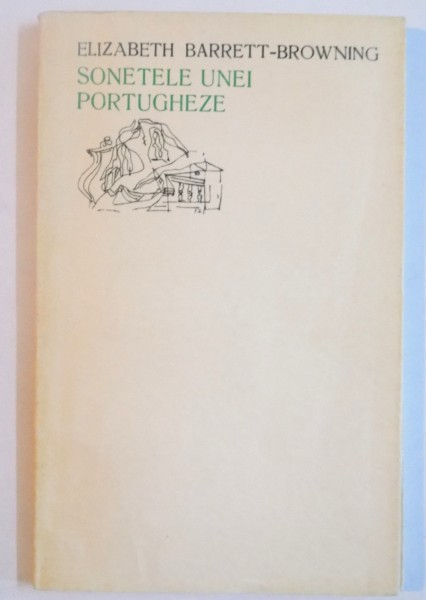 ELIZABETH BARRETT-BROWNING
SONETELE UNEI
PORTUGHEZE